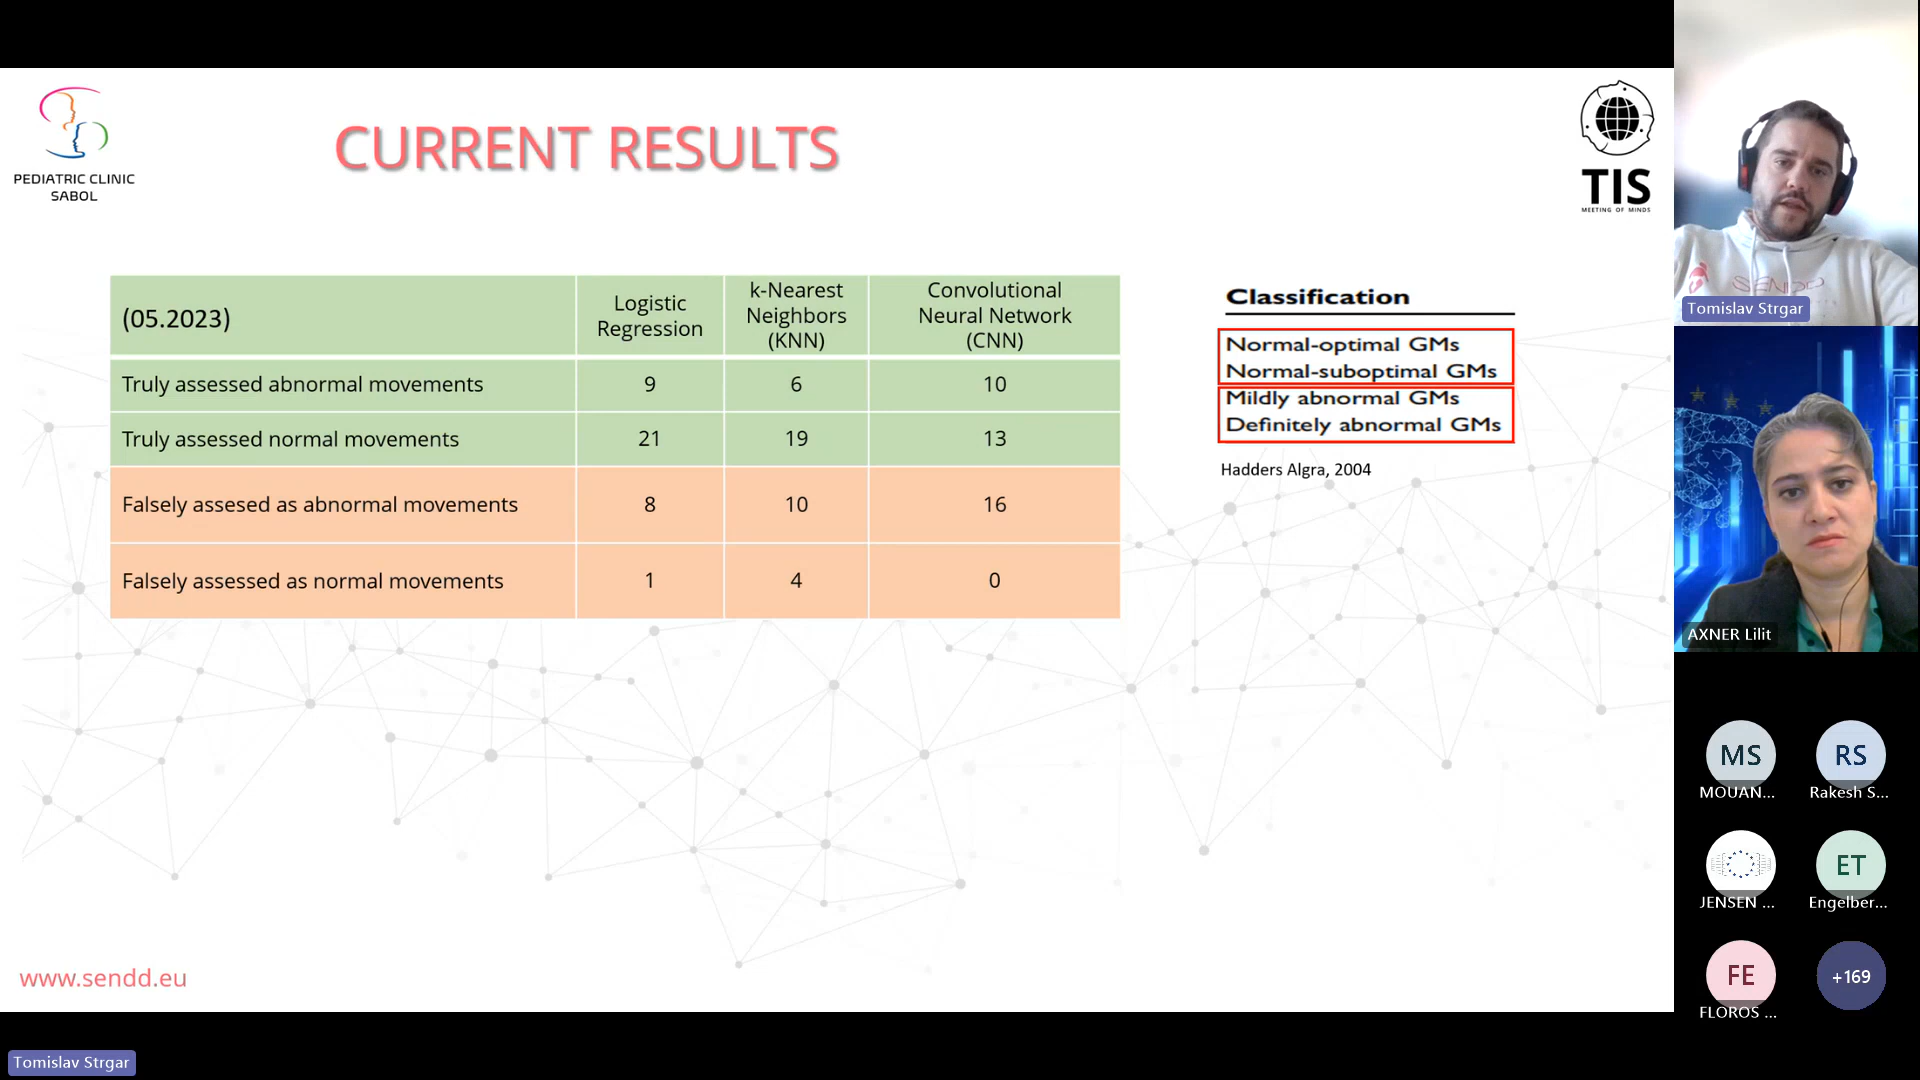 PEDIATRIC CLINIC
SABOL
CURRENT RESULTS
TIS
MEETING OF MINDS
(05.2023)
Logistic
Regression
k-Nearest
Neighbors
(KNN)
Convolutional
Neural Network
(CNN)
Truly assessed abnormal movements 9 6 10
Truly assessed normal movements 21 19 13
Falsely assesed as abnormal movements 8 10 16
Falsely assessed as normal movements 1 4 0
Classification
Normal-optimal GMs
Normal-suboptimal GMs
Mildly abnormal GMs
Definitely abnormal GMs
Hadders Algra, 2004
www.sendd.eu
Tomislav Strgar
Tomislav Strgar
AXNER Lilit
MS
MOUAN...
RS
Rakesh S...
JENSEN ...
ET
Engelber...
FE
FLOROS ...
+169